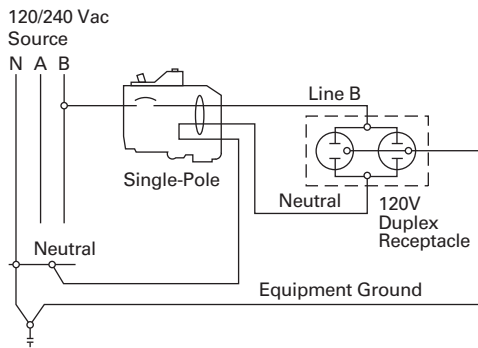 120/240 Vac
Source
N A B
Line B
Single-Pole
Neutral
120V
Duplex
Receptacle
Neutral
Equipment Ground